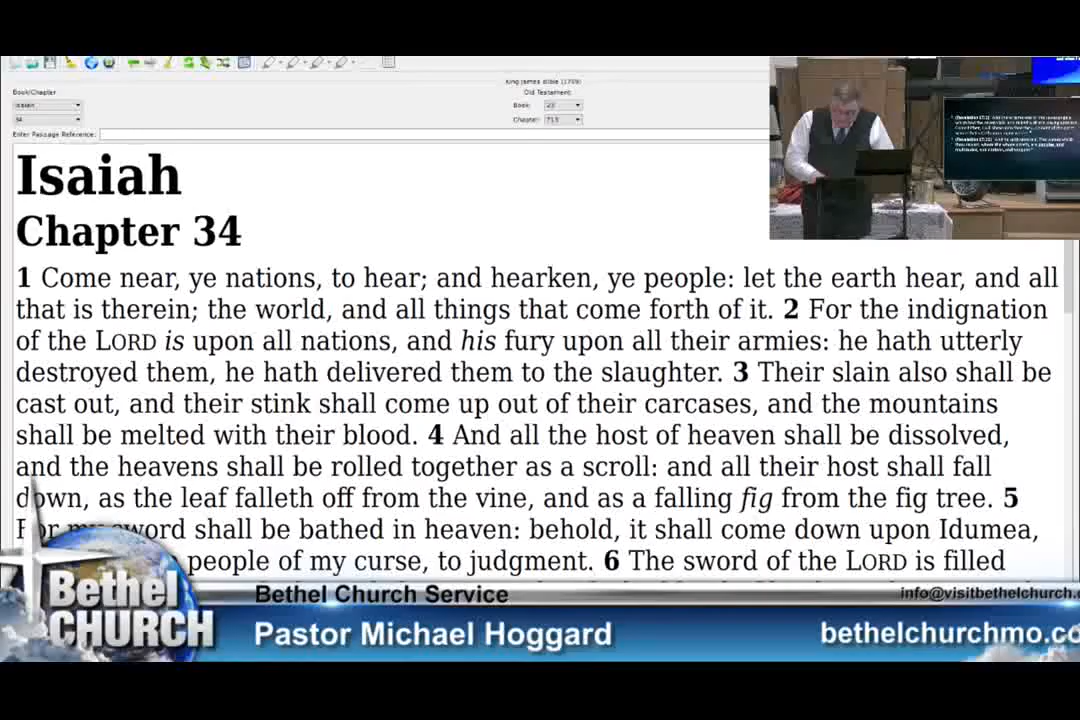 King James Bible (1769)
Book/Chapter
Old Testament:
Isaiah
Book: 23
34
Chapter: 713
Enter Passage Reference:
Isaiah
Chapter 34
1 Come near, ye nations, to hear; and hearken, ye people: let the earth hear, and all
that is therein; the world, and all things that come forth of it. 2 For the indignation
of the LORD is upon all nations, and his fury upon all their armies: he hath utterly
destroyed them, he hath delivered them to the slaughter. 3 Their slain also shall be
cast out, and their stink shall come up out of their carcases, and the mountains
shall be melted with their blood. 4 And all the host of heaven shall be dissolved,
and the heavens shall be rolled together as a scroll: and all their host shall fall
down, as the leaf falleth off from the vine, and as a falling fig from the fig tree. 5
For my sword shall be bathed in heaven: behold, it shall come down upon Idumea,
people of my curse, to judgment. 6 The sword of the LORD is filled
Bethel
CHURCH
Bethel Church Service
info@visitbethelchurch.
Pastor Michael Hoggard
bethelchurchmo.co